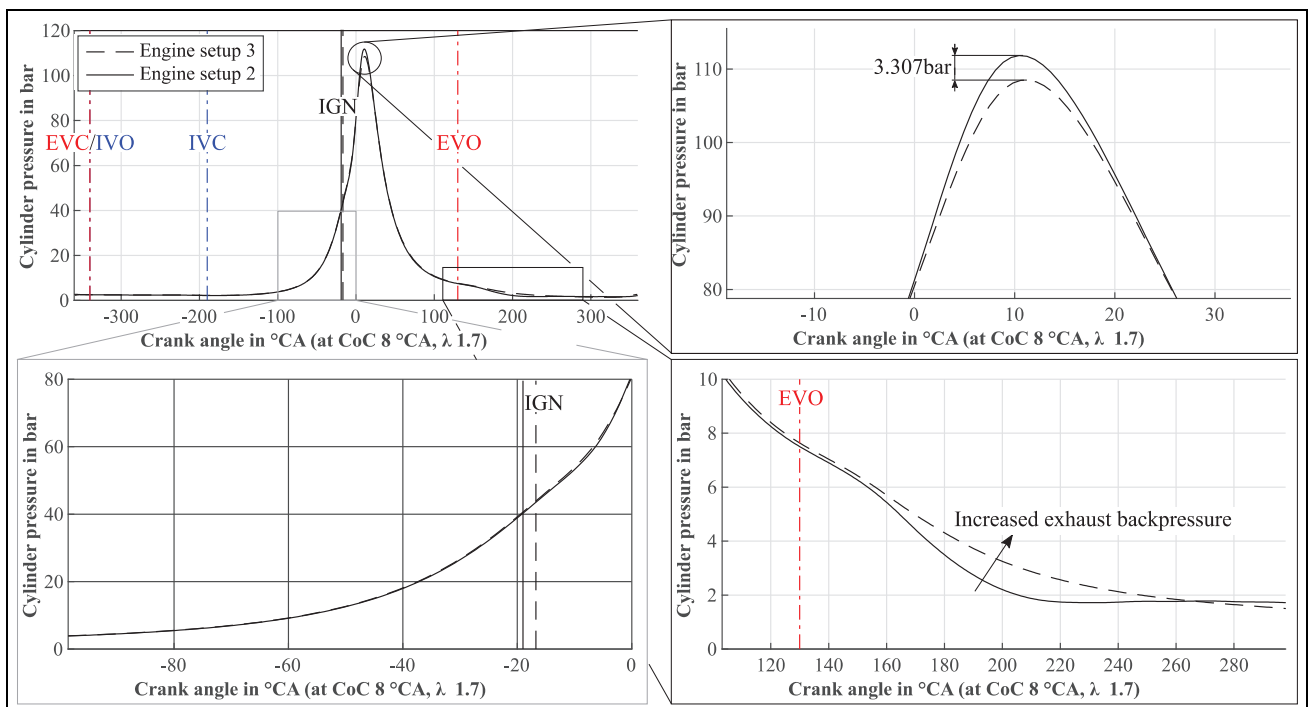 Engine setup 3
Engine setup 2
IGN
EVC/IVO
IVC
EVO
Cylinder pressure in bar
120
100
80
60
40
20
0
-300
-200
-100
0
100
200
300
Crank angle in °CA (at CoC 8 °CA, λ 1.7)
3.307bar
Cylinder pressure in bar
110
100
90
80
-10
0
10
20
30
Crank angle in °CA (at CoC 8 °CA, λ 1.7)
IGN
Cylinder pressure in bar
80
60
40
20
0
-80
-60
-40
-20
0
Crank angle in °CA (at CoC 8 °CA, λ 1.7)
EVO
Increased exhaust backpressure
Cylinder pressure in bar
10
8
6
4
2
0
120
140
160
180
200
220
240
260
280
Crank angle in °CA (at CoC 8 °CA, λ 1.7)